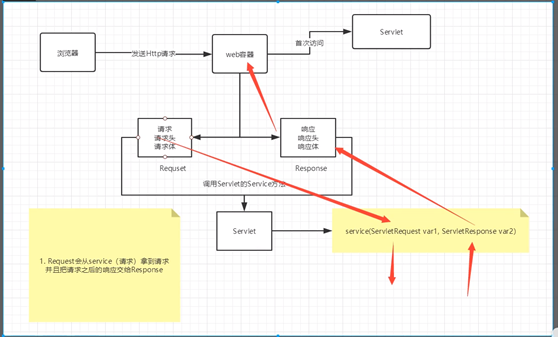 浏览器
发送Http请求
web容器
首次访问
Servlet
请求
请求头
请求体
响应
响应头
响应体
Requset
Response
调用Servlet的Service方法
Servlet
service(ServletRequest var1, ServletResponse var2)
1. Request会从service（请求）拿到请求
并且把请求之后的响应交给Response